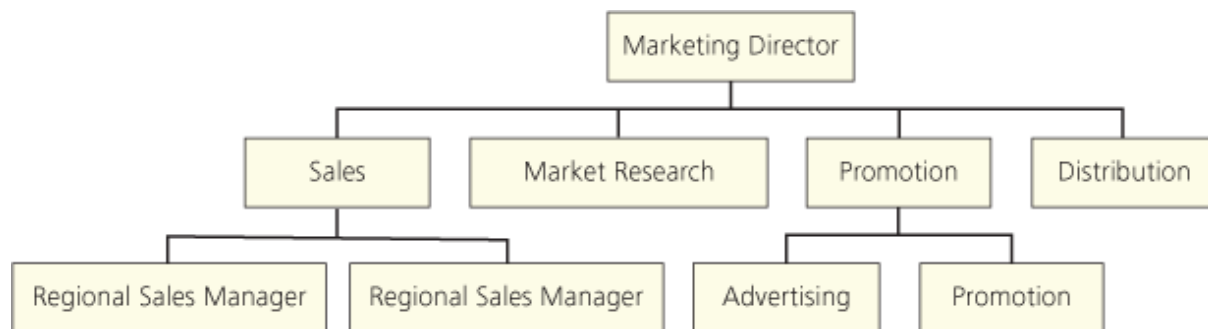 Marketing Director
Sales
Market Research
Promotion
Distribution
Regional Sales Manager
Regional Sales Manager
Advertising
Promotion